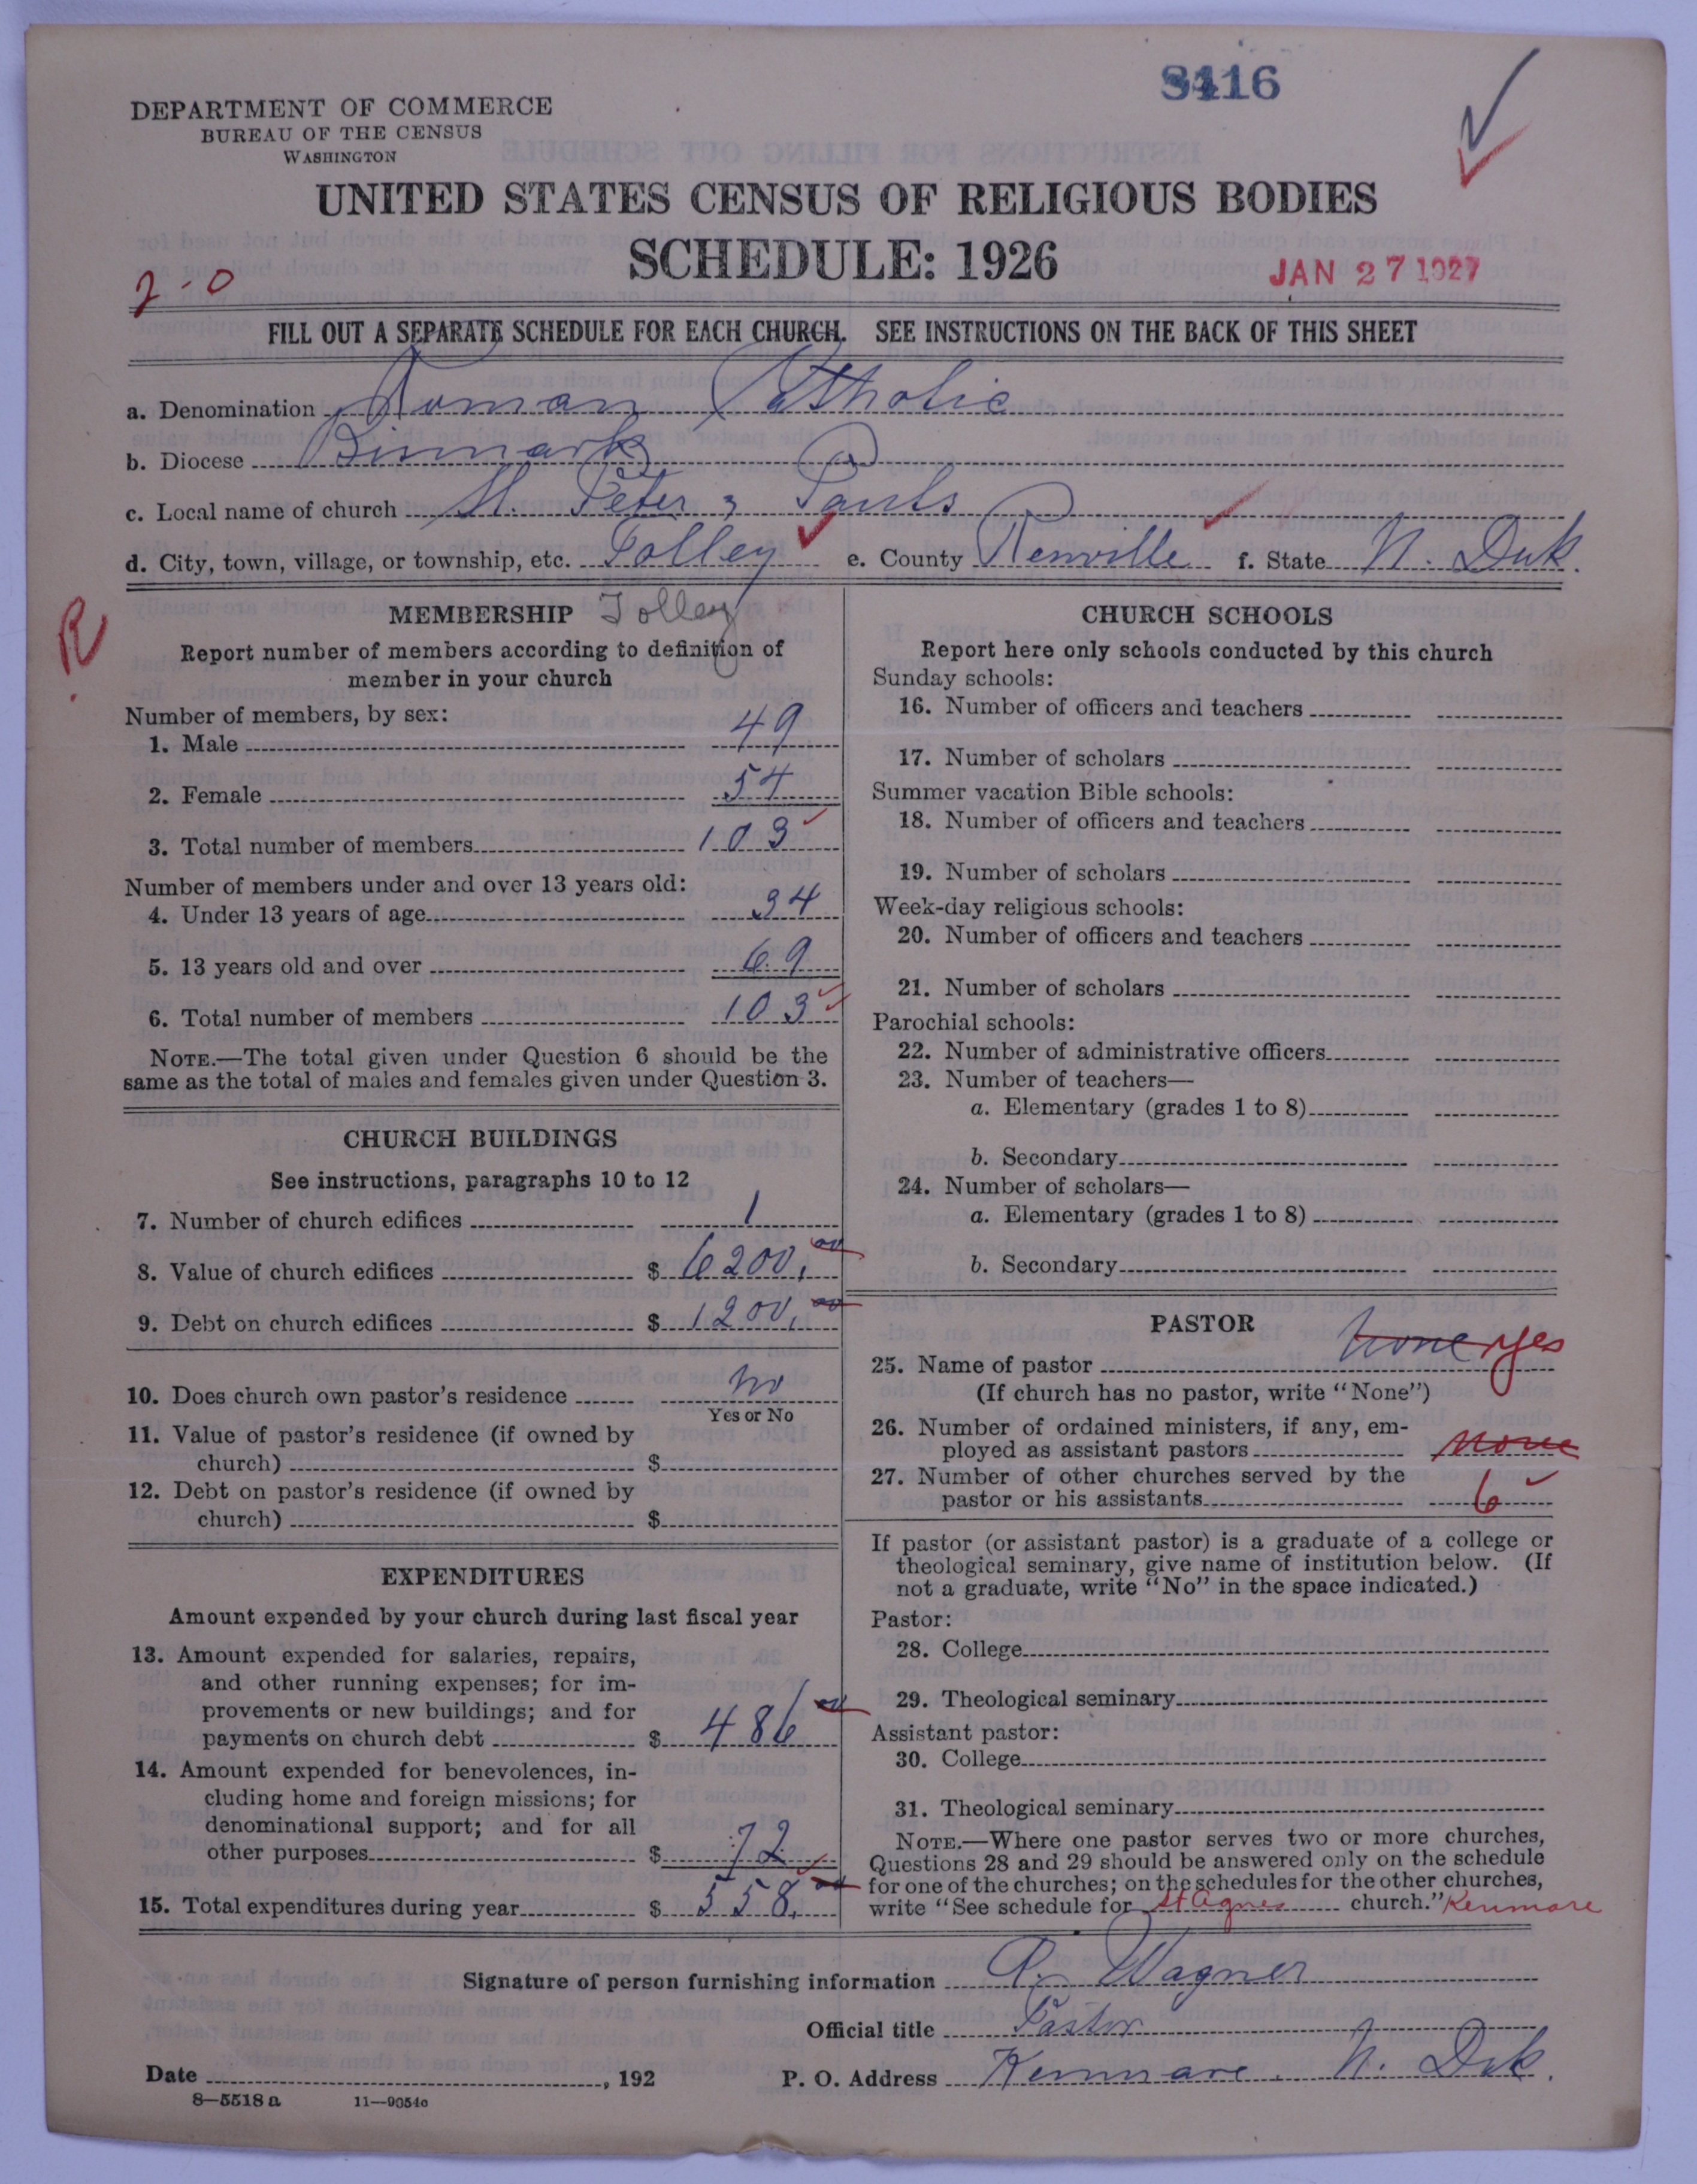 8416
DEPARTMENT OF COMMERCE
BUREAU OF THE CENSUS
WASHINGTON
UNITED STATES CENSUS OF RELIGIOUS BODIES
SCHEDULE: 1926
JAN 27 1927
2-0
FILL OUT A SEPARATE SCHEDULE FOR EACH CHURCH. SEE INSTRUCTIONS ON THE BACK OF THIS SHEET
a. Denomination Roman Catholic
b. Diocese Bismark
c. Local name of church St. Peter & Pauls
d. City, town, village, or township, etc. Tolley e. County Renville f. State N. Dak.
R
MEMBERSHIP Tolley
Report number of members according to definition of
member in your church
Number of members, by sex:
1. Male 49
2. Female 54
3. Total number of members 103
Number of members under and over 13 years old:
4. Under 13 years of age 34
5. 13 years old and over 69
6. Total number of members 103
NOTE.—The total given under Question 6 should be the
same as the total of males and females given under Question 3.
CHURCH BUILDINGS
See instructions, paragraphs 10 to 12
7. Number of church edifices 1
8. Value of church edifices $ 6200,00
9. Debt on church edifices $ 1200,00
10. Does church own pastor's residence no
Yes or No
11. Value of pastor's residence (if owned by
church) $
12. Debt on pastor's residence (if owned by
church) $
EXPENDITURES
Amount expended by your church during last fiscal year
13. Amount expended for salaries, repairs,
and other running expenses; for im-
provements or new buildings; and for
payments on church debt $ 486 00
14. Amount expended for benevolences, in-
cluding home and foreign missions; for
denominational support; and for all
other purposes $ 72
15. Total expenditures during year $ 558,00
CHURCH SCHOOLS
Report here only schools conducted by this church
Sunday schools:
16. Number of officers and teachers
17. Number of scholars
Summer vacation Bible schools:
18. Number of officers and teachers
19. Number of scholars
Week-day religious schools:
20. Number of officers and teachers
21. Number of scholars
Parochial schools:
22. Number of administrative officers
23. Number of teachers—
a. Elementary (grades 1 to 8)
b. Secondary
24. Number of scholars—
a. Elementary (grades 1 to 8)
b. Secondary
PASTOR
25. Name of pastor none yes
(If church has no pastor, write "None")
26. Number of ordained ministers, if any, em-
ployed as assistant pastors none
27. Number of other churches served by the
pastor or his assistants 6
If pastor (or assistant pastor) is a graduate of a college or
theological seminary, give name of institution below. (If
not a graduate, write "No" in the space indicated.)
Pastor:
28. College
29. Theological seminary
Assistant pastor:
30. College
31. Theological seminary
NOTE.—Where one pastor serves two or more churches,
Questions 28 and 29 should be answered only on the schedule
for one of the churches; on the schedules for the other churches,
write "See schedule for St Agnes church." Kenmare
Signature of person furnishing information Wagner
Official title Pastor
Date , 192 P. O. Address Kenmare. N. Dak.
8—5518 a 11—9054c